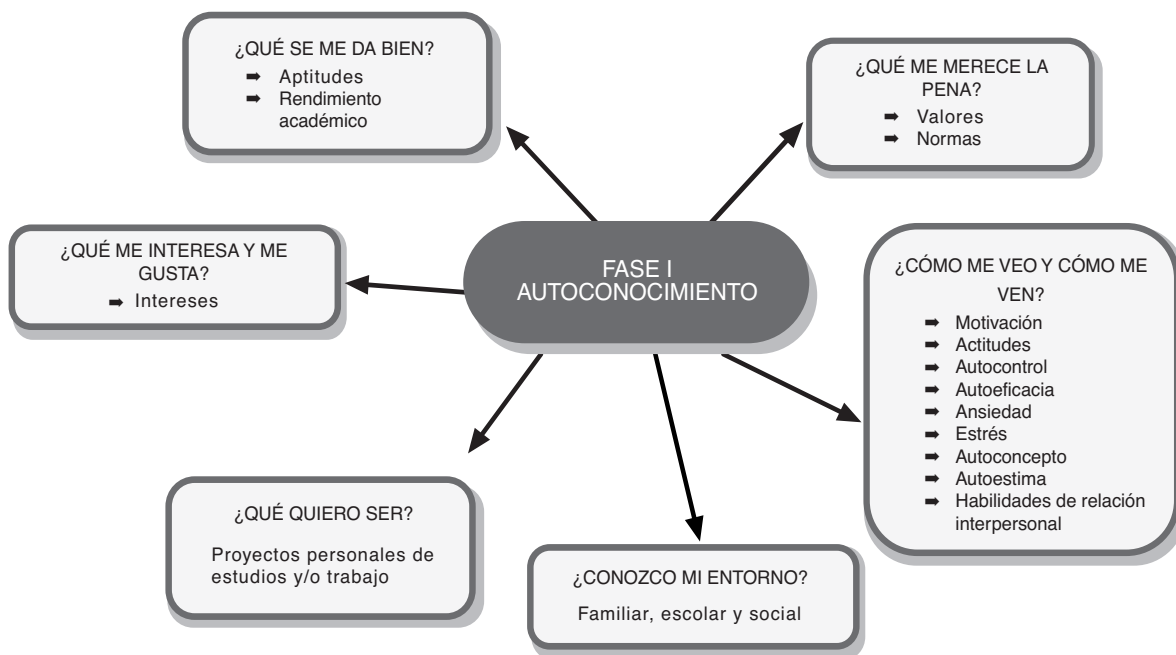 ¿QUÉ SE ME DA BIEN?
➡ Aptitudes
➡ Rendimiento
académico
¿QUÉ ME MERECE LA
PENA?
➡ Valores
➡ Normas
¿QUÉ ME INTERESA Y ME
GUSTA?
➡ Intereses
FASE I
AUTOCONOCIMIENTO
¿CÓMO ME VEO Y CÓMO ME
VEN?
➡ Motivación
➡ Actitudes
➡ Autocontrol
➡ Autoeficacia
➡ Ansiedad
➡ Estrés
➡ Autoconcepto
➡ Autoestima
➡ Habilidades de relación
interpersonal
¿QUÉ QUIERO SER?
Proyectos personales de
estudios y/o trabajo
¿CONOZCO MI ENTORNO?
Familiar, escolar y social